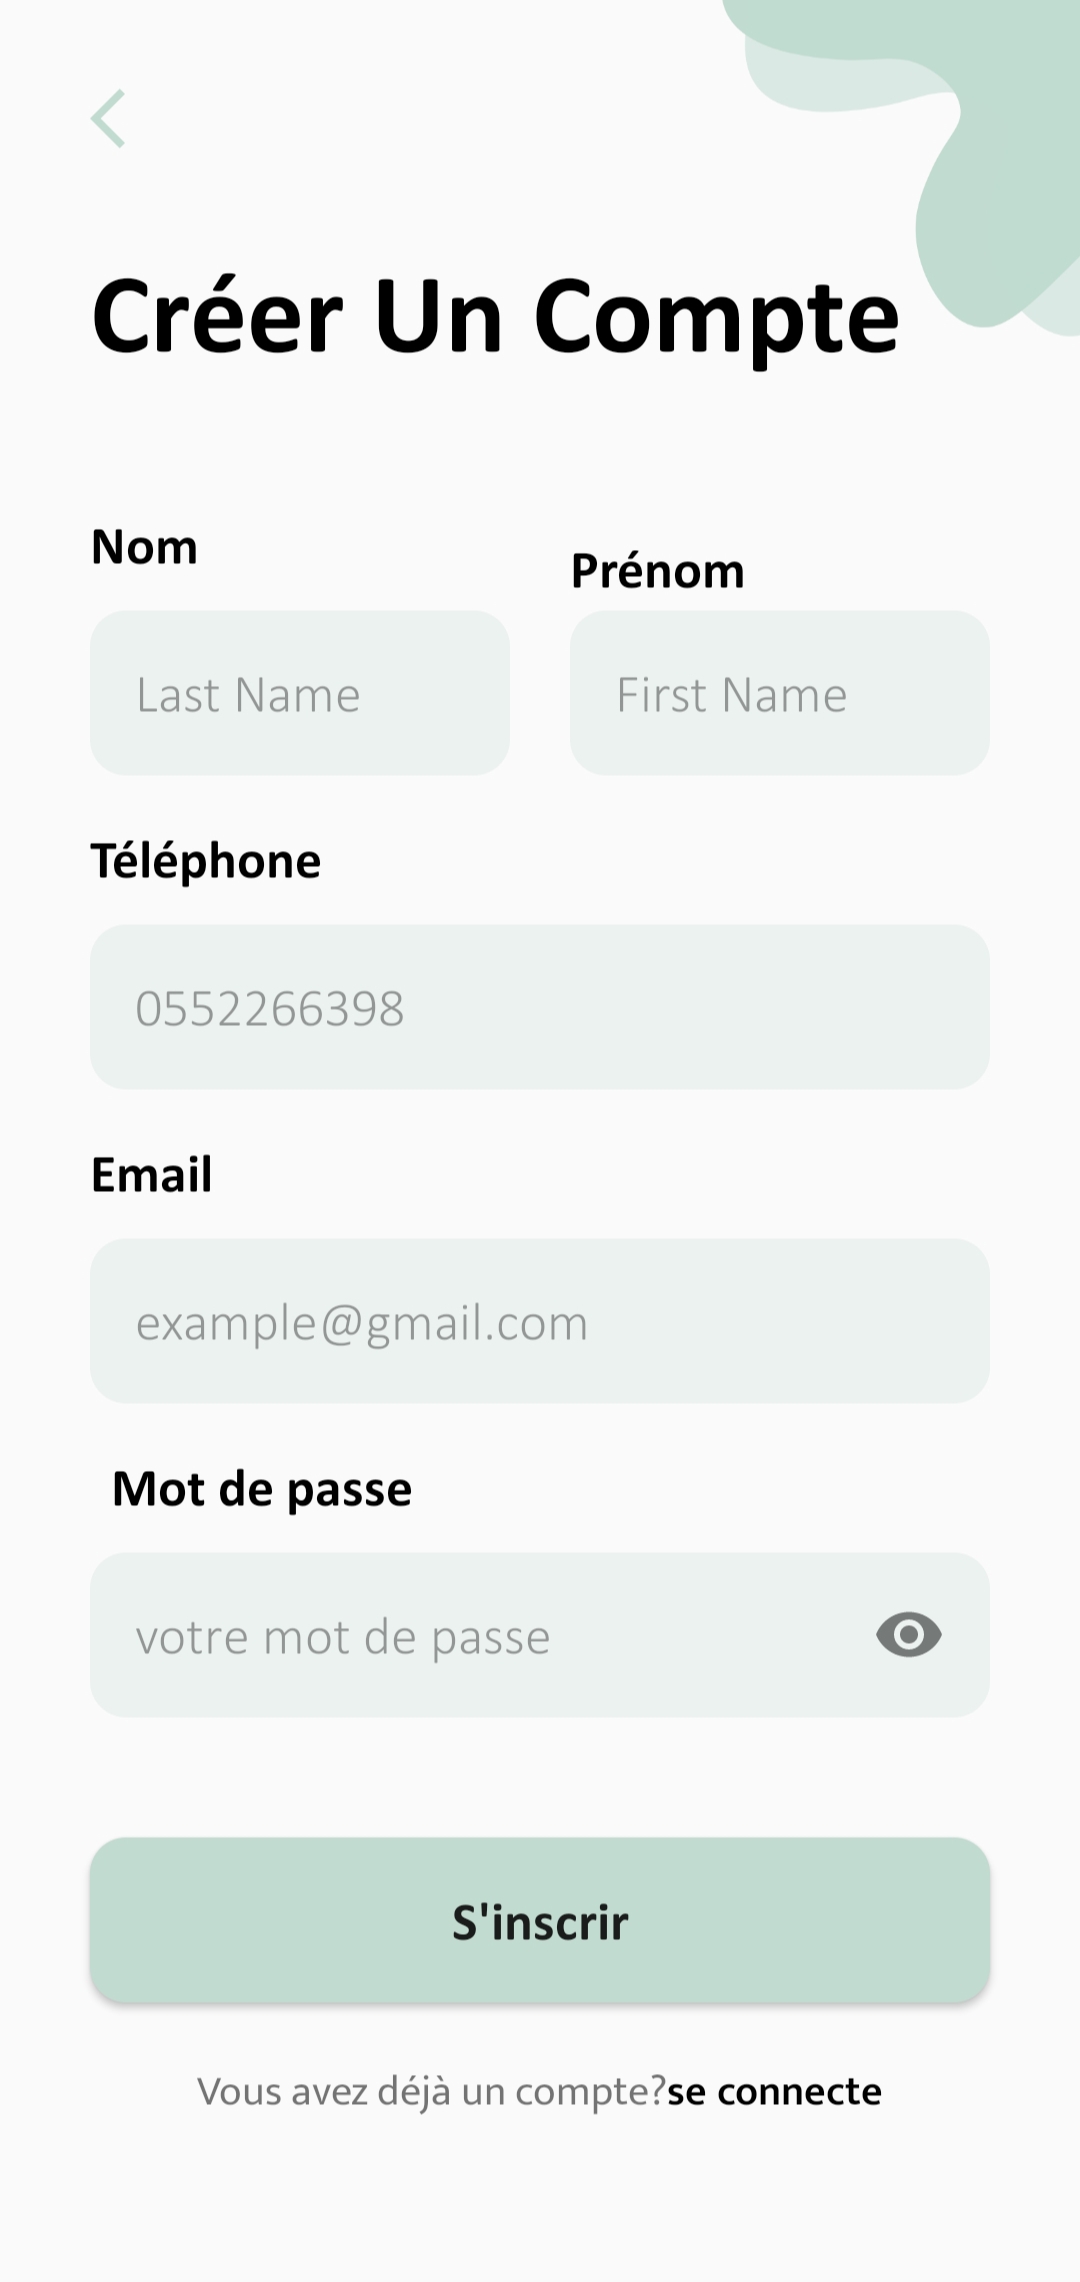 Créer Un Compte
Nom
Prénom
Last Name
First Name
Téléphone
0552266398
Email
example@gmail.com
Mot de passe
votre mot de passe
S'inscrir
Vous avez déjà un compte?se connecte